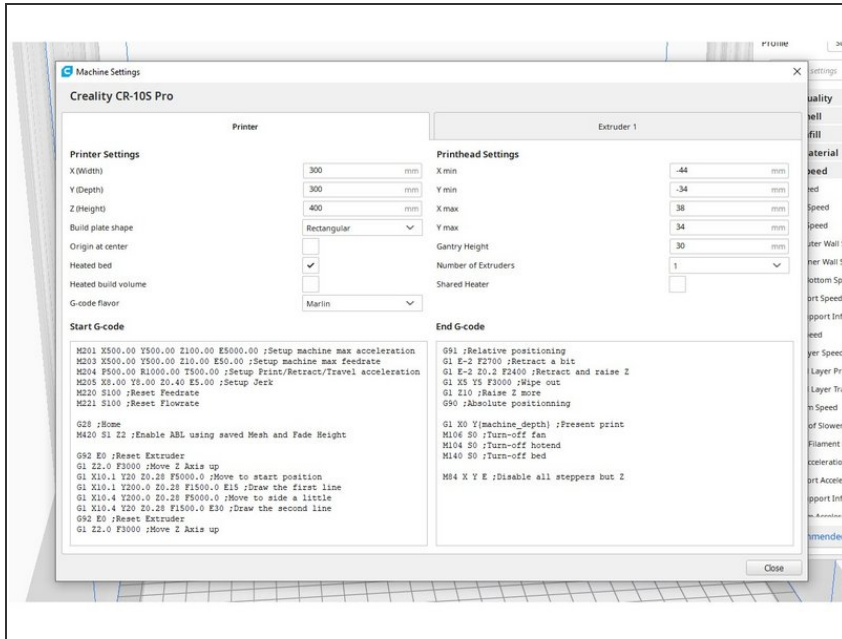 Profile
Machine Settings
settings
Creality CR-10S Pro
Printer
Extruder 1
Printer Settings
X (Width)
300
mm
Y (Depth)
300
mm
Z (Height)
400
mm
Build plate shape
Rectangular
Origin at center
Heated bed
Heated build volume
G-code flavor
Marlin
Printhead Settings
X min
-44
mm
Y min
-34
mm
X max
38
mm
Y max
34
mm
Gantry Height
30
mm
Number of Extruders
1
Shared Heater
Start G-code
M201 X500.00 Y500.00 Z100.00 E5000.00 ;Setup machine max acceleration
M203 X500.00 Y500.00 Z10.00 E50.00 ;Setup machine max feedrate
M204 P500.00 R1000.00 T500.00 ;Setup Print/Retract/Travel acceleration
M205 X8.00 Y8.00 Z0.40 E5.00 ;Setup Jerk
M220 S100 ;Reset Feedrate
M221 S100 ;Reset Flowrate
G28 ;Home
M420 S1 Z2 ;Enable ABL using saved Mesh and Fade Height
G92 E0 ;Reset Extruder
G1 Z2.0 F3000 ;Move Z Axis up
G1 X10.1 Y20 Z0.28 F5000.0 ;Move to start position
G1 X10.1 Y200.0 Z0.28 F1500.0 E15 ;Draw the first line
G1 X10.4 Y200.0 Z0.28 F5000.0 ;Move to side a little
G1 X10.4 Y20 Z0.28 F1500.0 E30 ;Draw the second line
G92 E0 ;Reset Extruder
G1 Z2.0 F3000 ;Move Z Axis up
End G-code
G91 ;Relative positioning
G1 E-2 F2700 ;Retract a bit
G1 E-2 Z0.2 F2400 ;Retract and raise Z
G1 X5 Y5 F3000 ;Wipe out
G1 Z10 ;Raise Z more
G90 ;Absolute positionning
G1 X0 Y{machine_depth} ;Present print
M106 S0 ;Turn-off fan
M104 S0 ;Turn-off hotend
M140 S0 ;Turn-off bed
M84 X Y E ;Disable all steppers but Z
Close